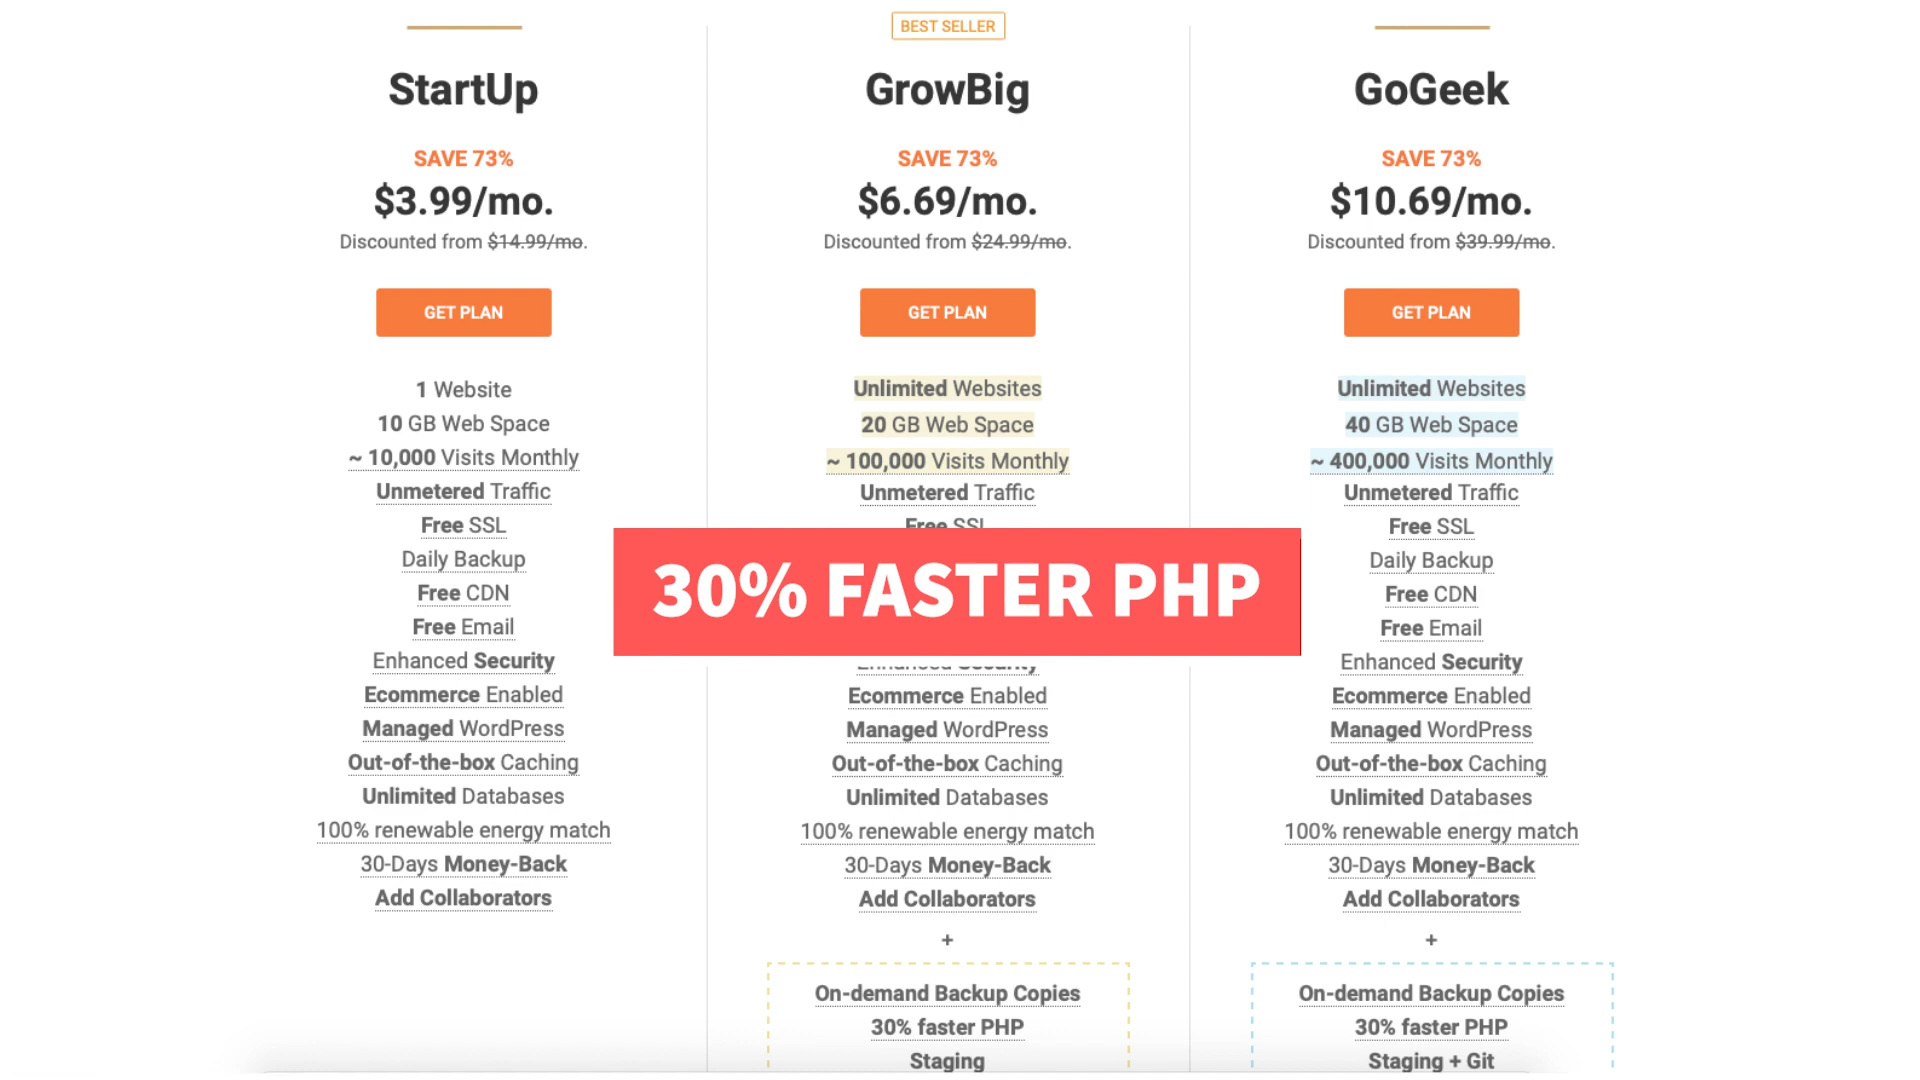 StartUp
SAVE 73%
$3.99/mo.
Discounted from $14.99/mo.
GET PLAN
1 Website
10 GB Web Space
~ 10,000 Visits Monthly
Unmetered Traffic
Free SSL
Daily Backup
Free CDN
Free Email
Enhanced Security
Ecommerce Enabled
Managed WordPress
Out-of-the-box Caching
Unlimited Databases
100% renewable energy match
30-Days Money-Back
Add Collaborators
BEST SELLER
GrowBig
SAVE 73%
$6.69/mo.
Discounted from $24.99/mo.
GET PLAN
Unlimited Websites
20 GB Web Space
~ 100,000 Visits Monthly
Unmetered Traffic
Free SSL
30% FASTER PHP
Enhanced Security
Ecommerce Enabled
Managed WordPress
Out-of-the-box Caching
Unlimited Databases
100% renewable energy match
30-Days Money-Back
Add Collaborators
+
On-demand Backup Copies
30% faster PHP
Staging
GoGeek
SAVE 73%
$10.69/mo.
Discounted from $39.99/mo.
GET PLAN
Unlimited Websites
40 GB Web Space
~ 400,000 Visits Monthly
Unmetered Traffic
Free SSL
Daily Backup
Free CDN
Free Email
Enhanced Security
Ecommerce Enabled
Managed WordPress
Out-of-the-box Caching
Unlimited Databases
100% renewable energy match
30-Days Money-Back
Add Collaborators
+
On-demand Backup Copies
30% faster PHP
Staging + Git